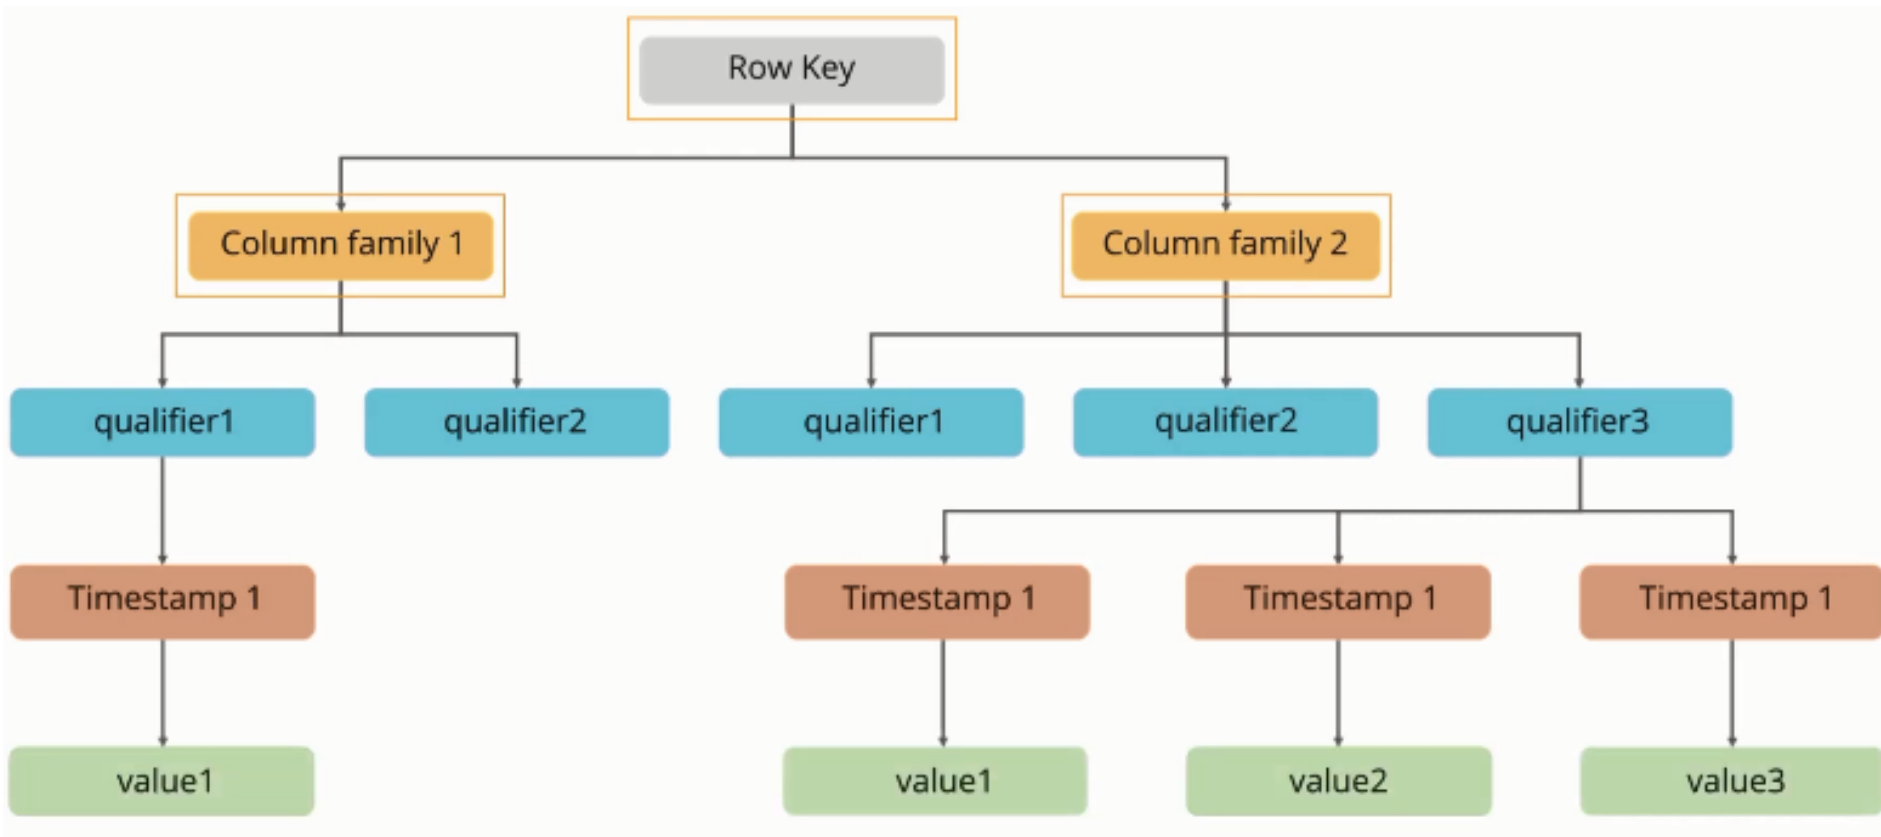 Row Key
Column family 1
Column family 2
qualifier1
qualifier2
qualifier1
qualifier2
qualifier3
Timestamp 1
Timestamp 1
Timestamp 1
Timestamp 1
value1
value1
value2
value3